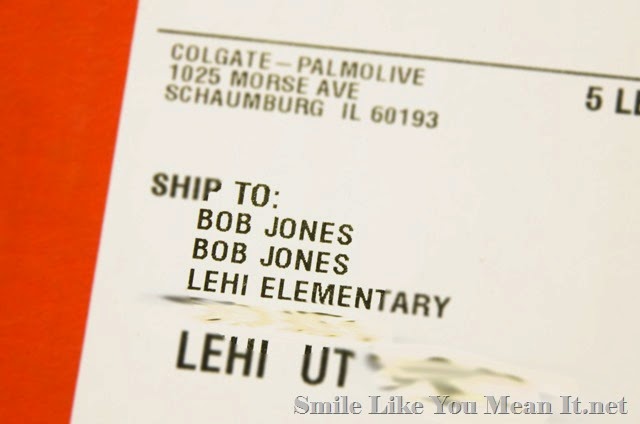 COLGATE-PALMOLIVE
1025 MORSE AVE
SCHAUMBURG IL 60193
5 LE
SHIP TO:
BOB JONES
BOB JONES
LEHI ELEMENTARY
LEHI UT
Smile Like You Mean It.net